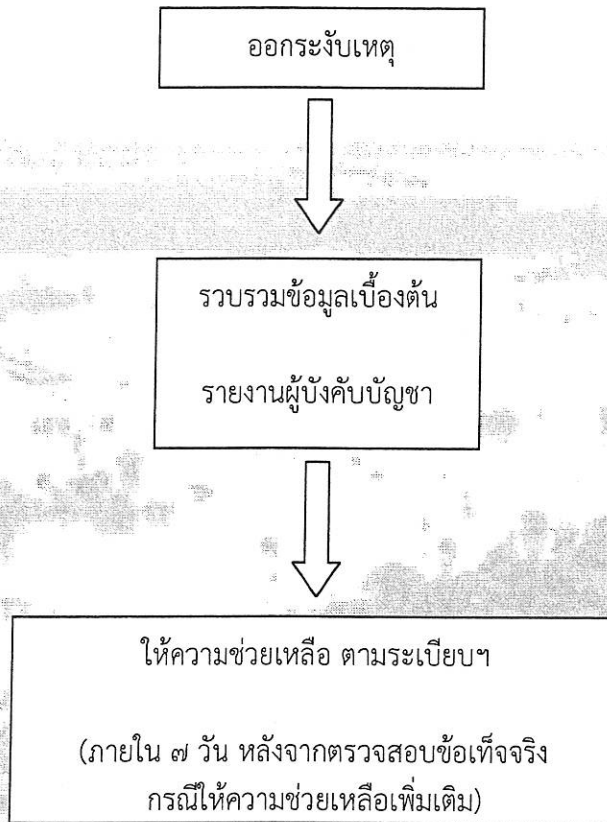 ออกระงับเหตุ
รวบรวมข้อมูลเบื้องต้น
รายงานผู้บังคับบัญชา
ให้ความช่วยเหลือ ตามระเบียบฯ
(ภายใน ๗ วัน หลังจากตรวจสอบข้อเท็จจริง
กรณีให้ความช่วยเหลือเพิ่มเติม)